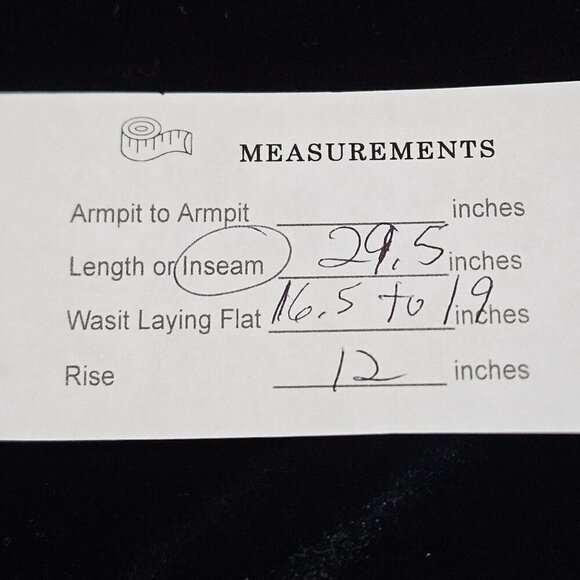 MEASUREMENTS
Armpit to Armpit inches
Length or Inseam 29.5 inches
Wasit Laying Flat 16.5 to 19 inches
Rise 12 inches